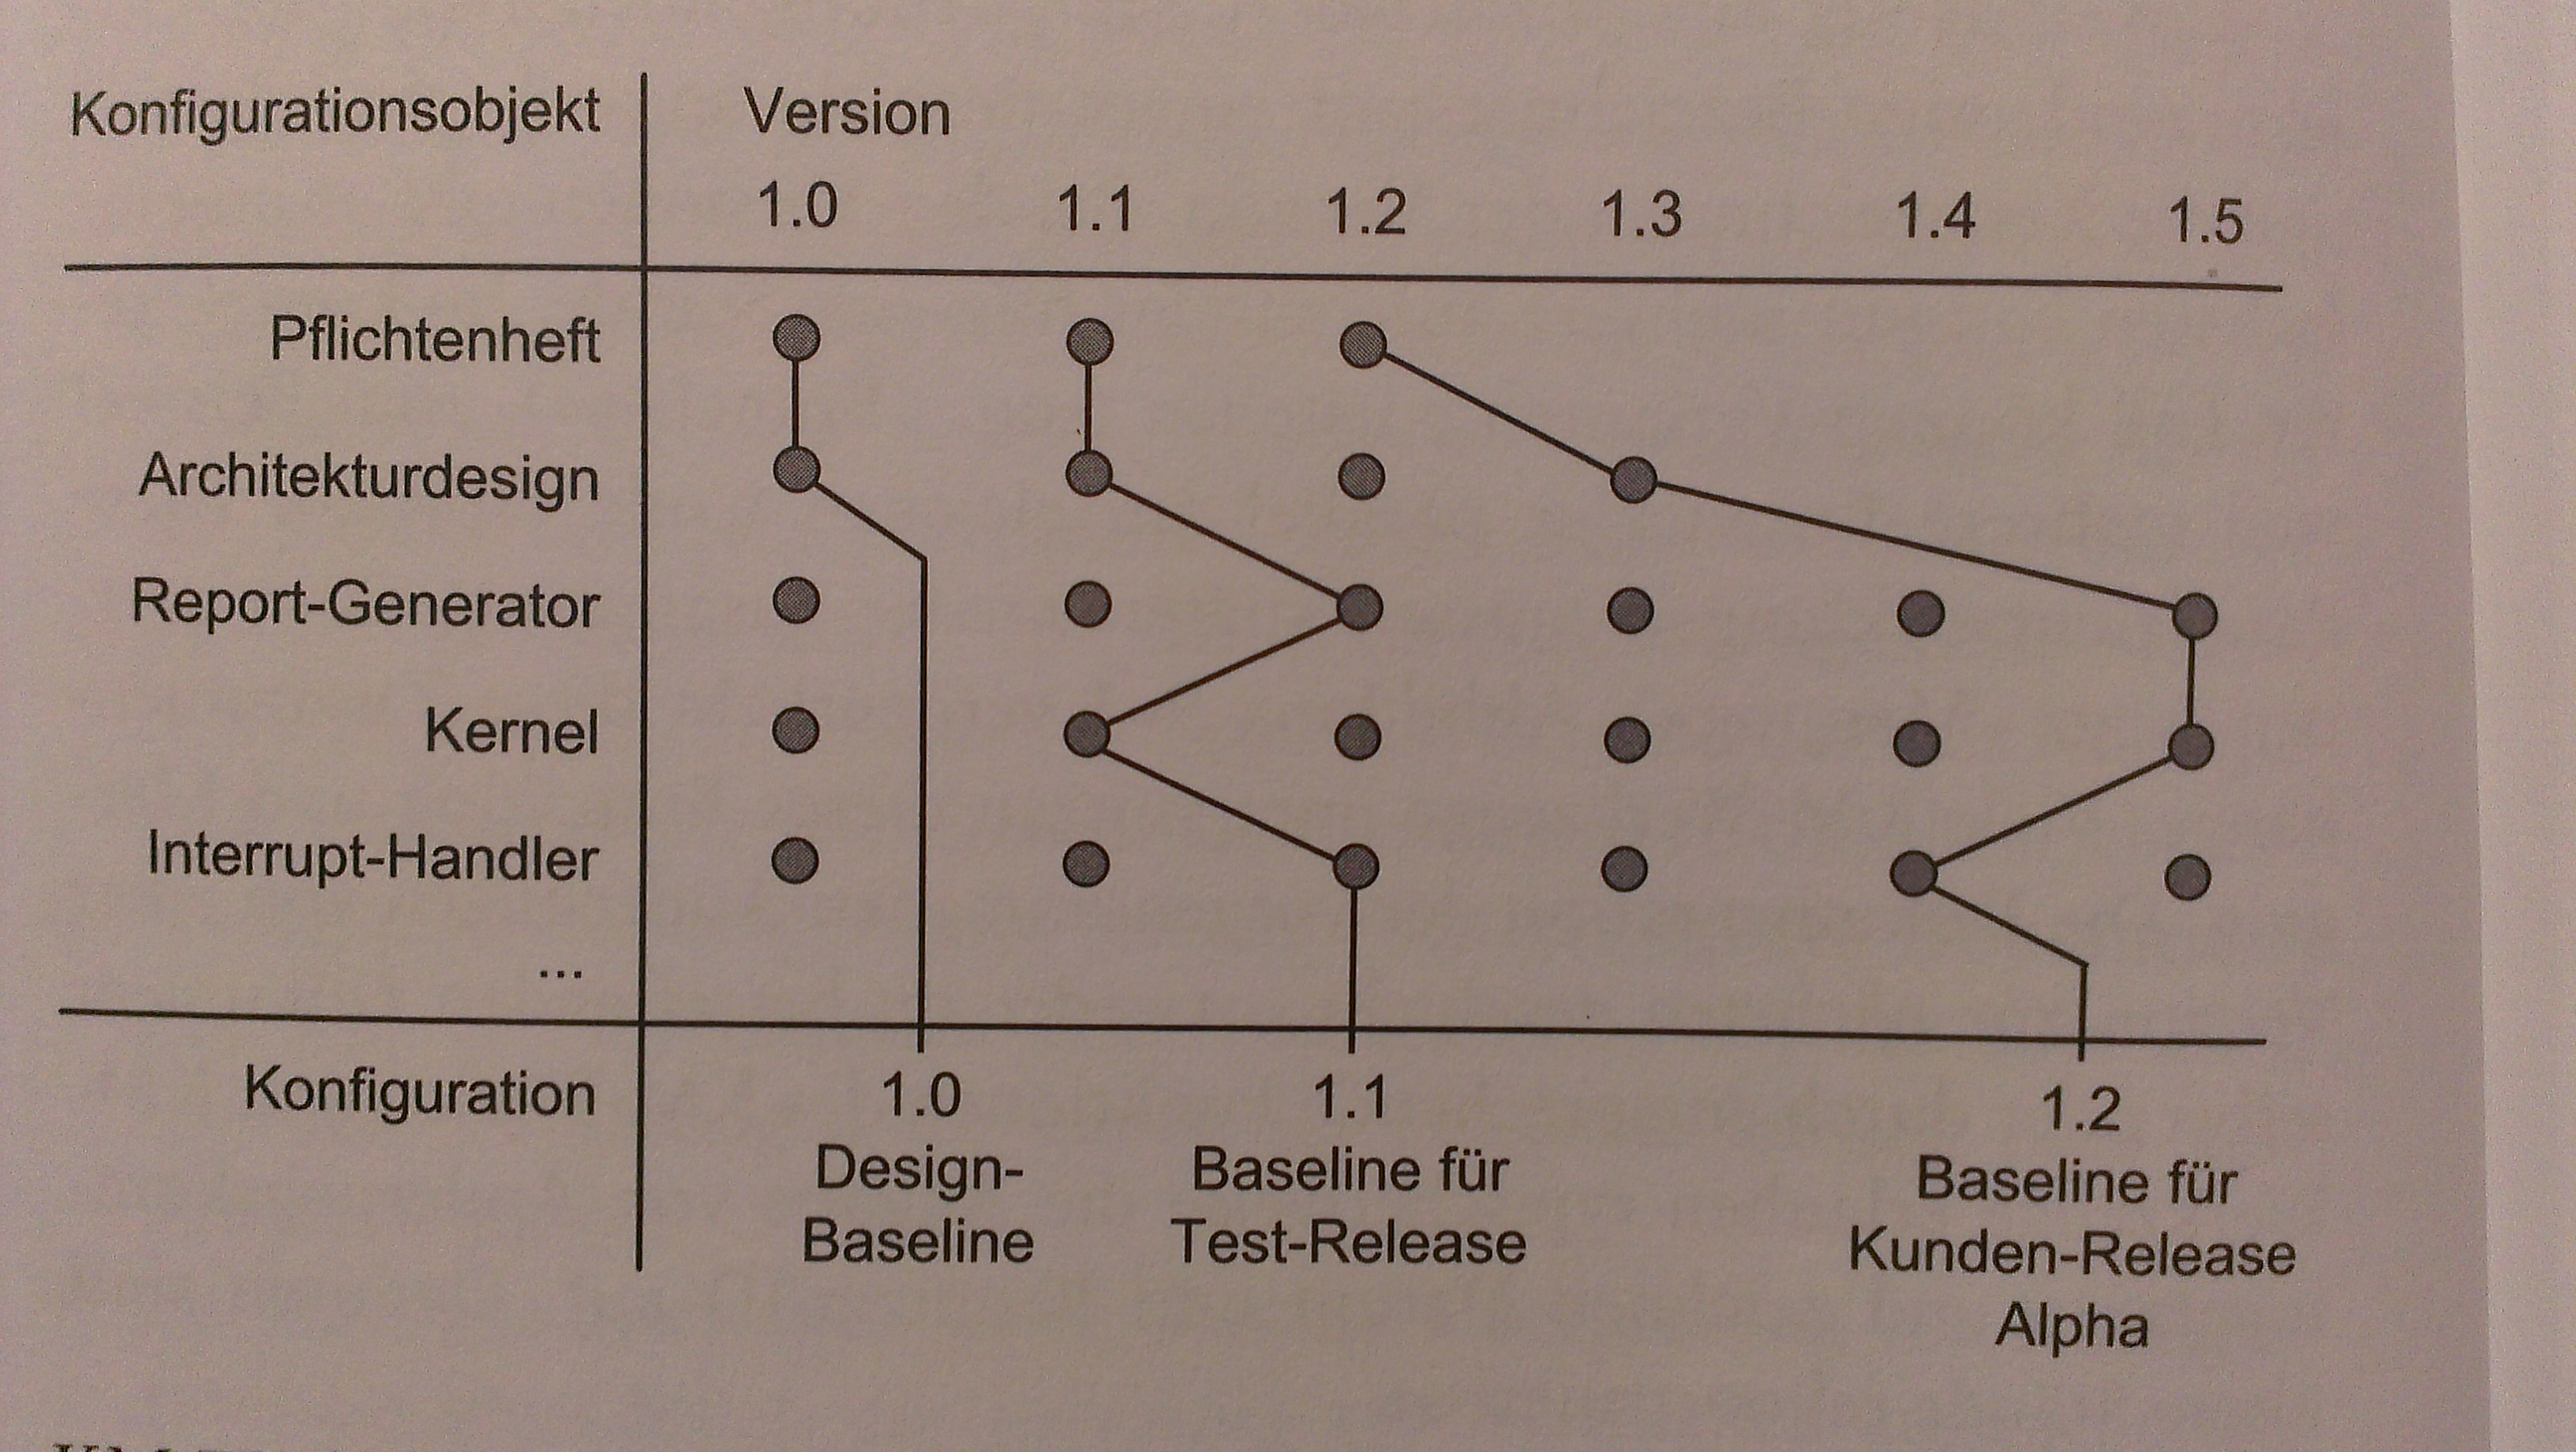 Konfigurationsobjekt Version
1.0 1.1 1.2 1.3 1.4 1.5
Pflichtenheft
Architekturdesign
Report-Generator
Kernel
Interrupt-Handler
...
Konfiguration 1.0 1.1 1.2
Design- Baseline für Baseline für
Baseline Test-Release Kunden-Release
Alpha